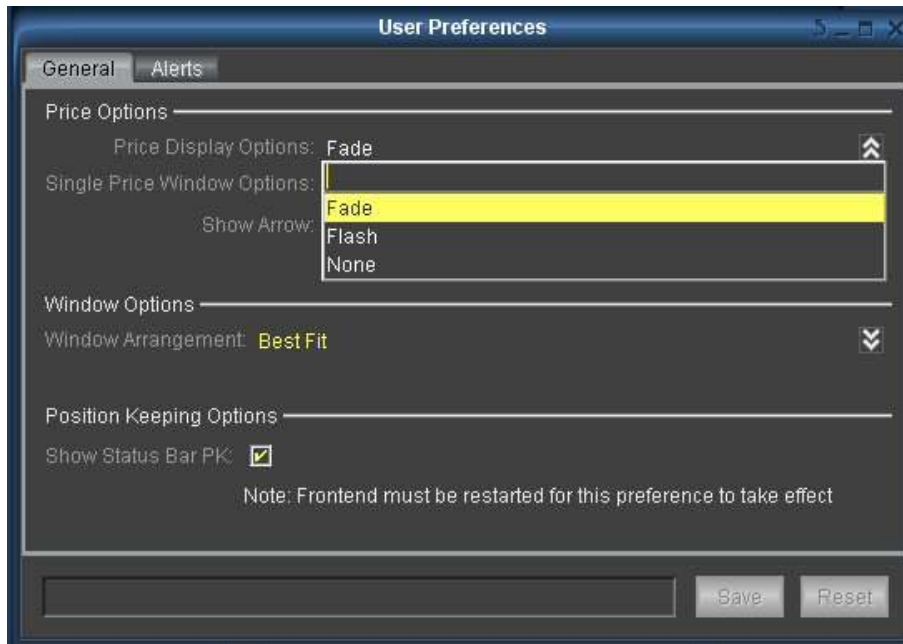 User Preferences
General Alerts
Price Options
Price Display Options: Fade
Single Price Window Options:
Fade
Show Arrow:
Flash
None
Window Options
Window Arrangement: Best Fit
Position Keeping Options
Show Status Bar PK:
Note: Frontend must be restarted for this preference to take effect
Save Reset